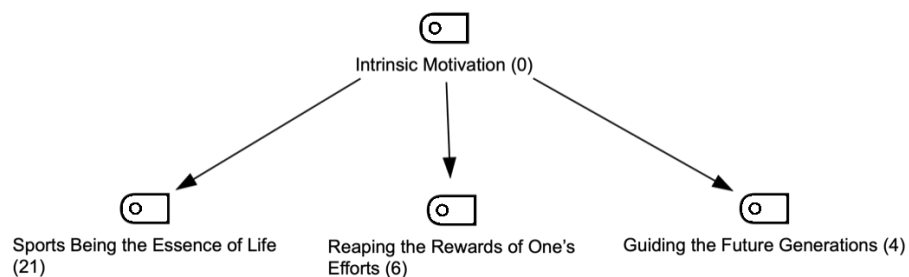 Intrinsic Motivation (0)
Sports Being the Essence of Life
(21)
Reaping the Rewards of One's
Efforts (6)
Guiding the Future Generations (4)